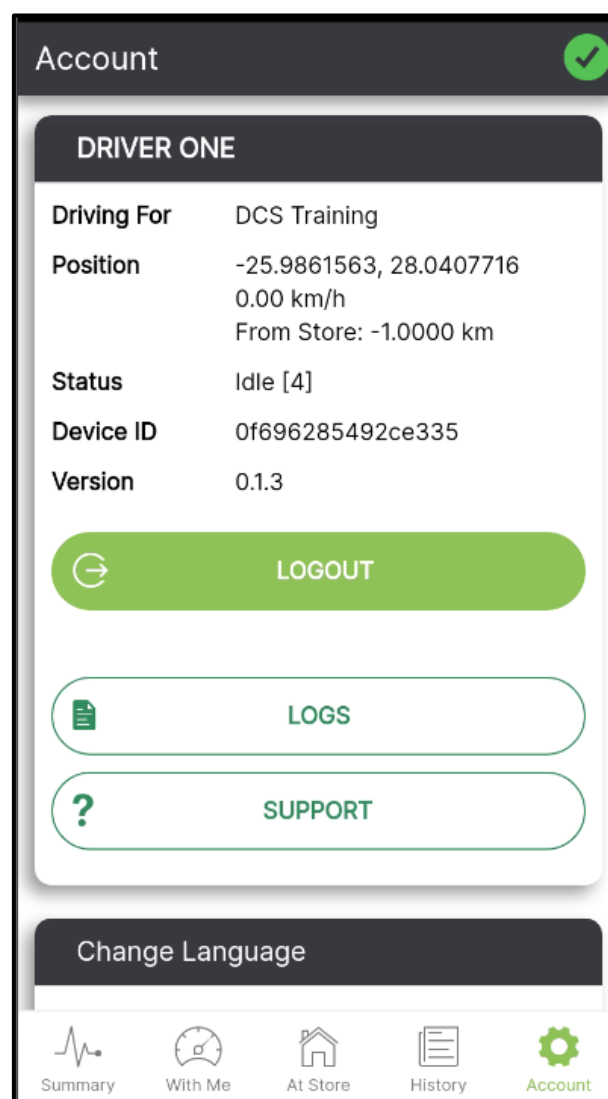 Account
DRIVER ONE
Driving For DCS Training
Position -25.9861563, 28.0407716
0.00 km/h
From Store: -1.0000 km
Status Idle [4]
Device ID 0f696285492ce335
Version 0.1.3
LOGOUT
LOGS
? SUPPORT
Change Language
Summary With Me At Store History Account